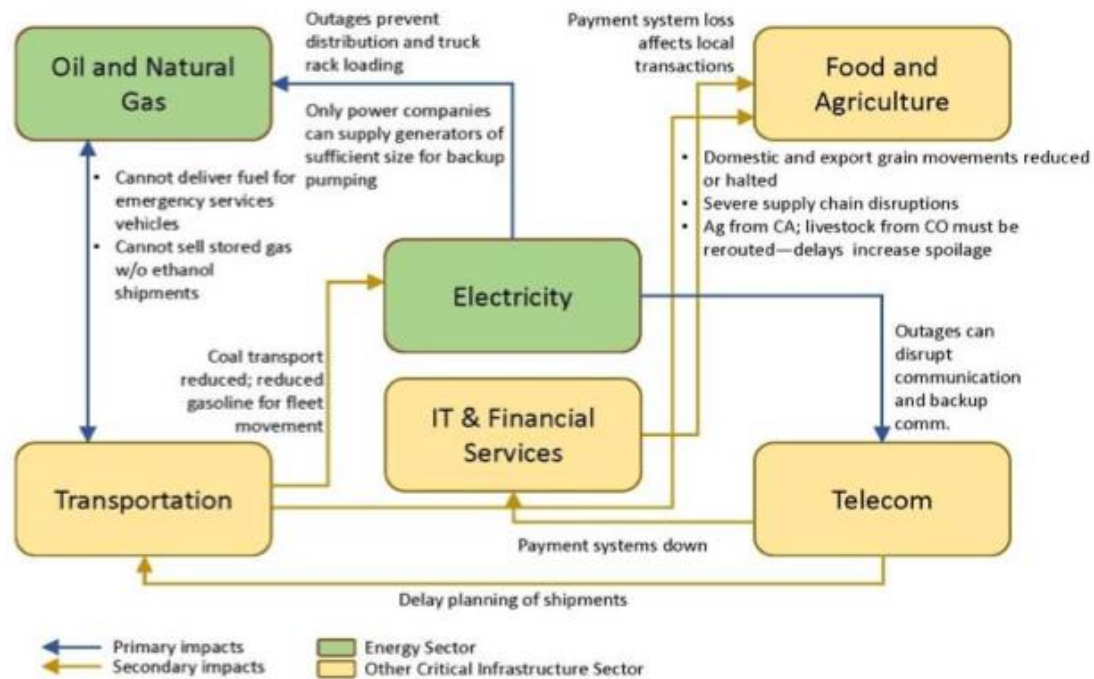 Outages prevent
distribution and truck
rack loading
Payment system loss
affects local
transactions
Oil and Natural
Gas
Food and
Agriculture
Only power companies
can supply generators of
sufficient size for backup
pumping
• Cannot deliver fuel for
emergency services
vehicles
• Cannot sell stored gas
w/o ethanol
shipments
• Domestic and export grain movements reduced
or halted
• Severe supply chain disruptions
• Ag from CA; livestock from CO must be
rerouted—delays increase spoilage
Electricity
Coal transport
reduced; reduced
gasoline for fleet
movement
Outages can
disrupt
communication
and backup
comm.
IT & Financial
Services
Transportation
Telecom
Payment systems down
Delay planning of shipments
Primary impacts
Secondary impacts
Energy Sector
Other Critical Infrastructure Sector